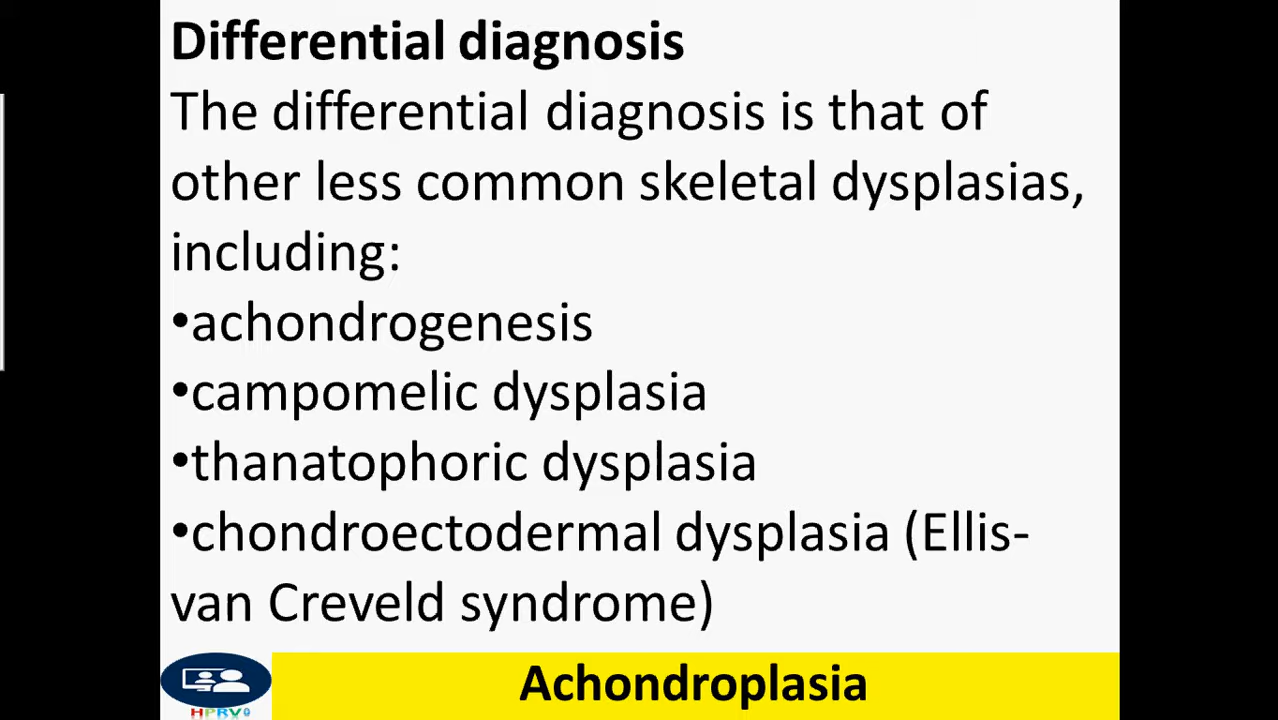 Differential diagnosis
The differential diagnosis is that of
other less common skeletal dysplasias,
including:
•achondrogenesis
•campomelic dysplasia
•thanatophoric dysplasia
•chondroectodermal dysplasia (Ellis-
van Creveld syndrome)
Achondroplasia
HPRV